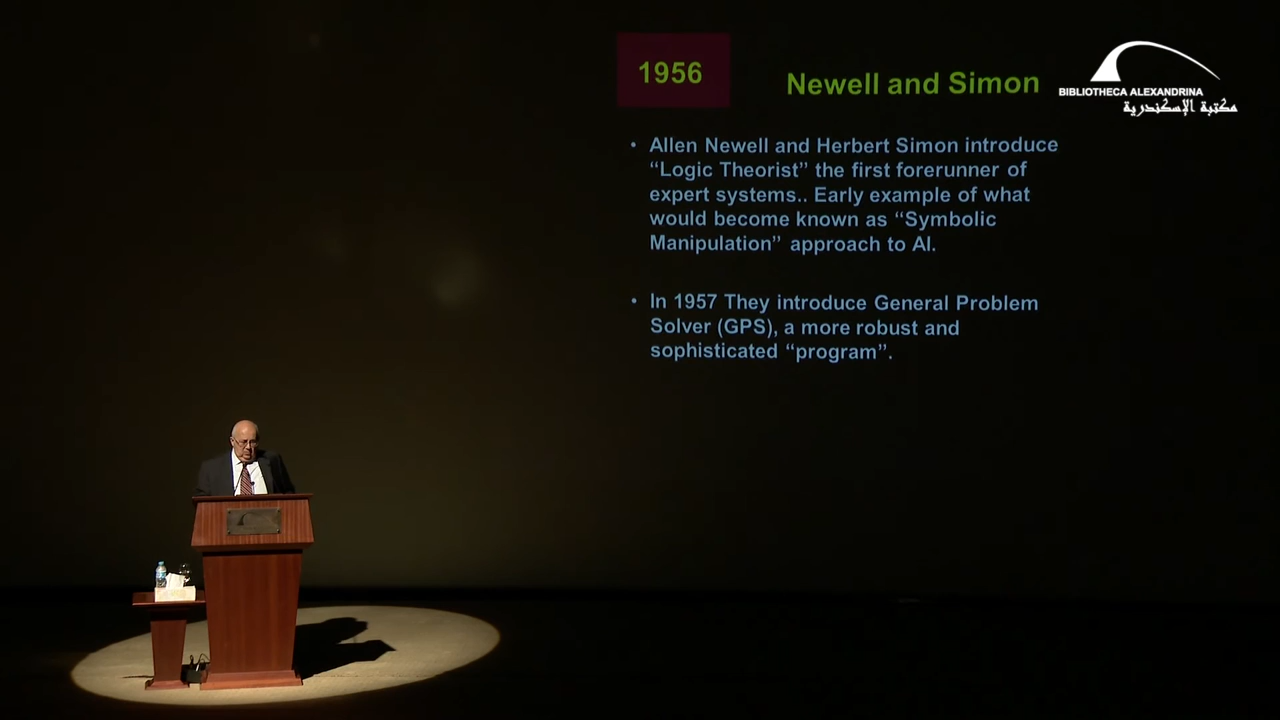 1956
Newell and Simon
BIBLIOTHECA ALEXANDRINA
مكتبة الإسكندرية
• Allen Newell and Herbert Simon introduce
“Logic Theorist” the first forerunner of
expert systems.. Early example of what
would become known as “Symbolic
Manipulation” approach to AI.
• In 1957 They introduce General Problem
Solver (GPS), a more robust and
sophisticated “program”.